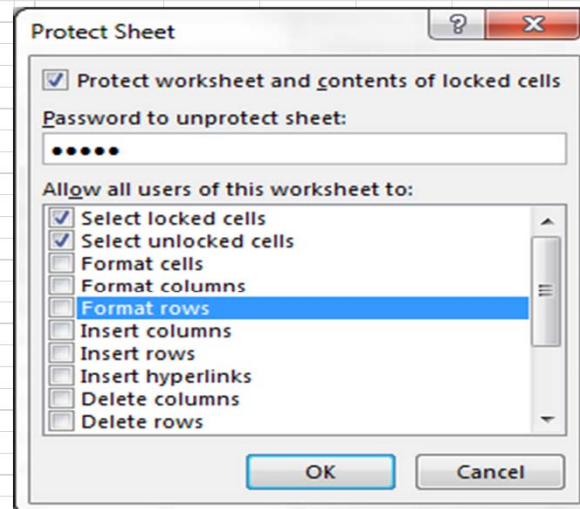 Protect Sheet
Protect worksheet and contents of locked cells
Password to unprotect sheet:
•••••
Allow all users of this worksheet to:
Select locked cells
Select unlocked cells
Format cells
Format columns
Format rows
Insert columns
Insert rows
Insert hyperlinks
Delete columns
Delete rows
OK Cancel